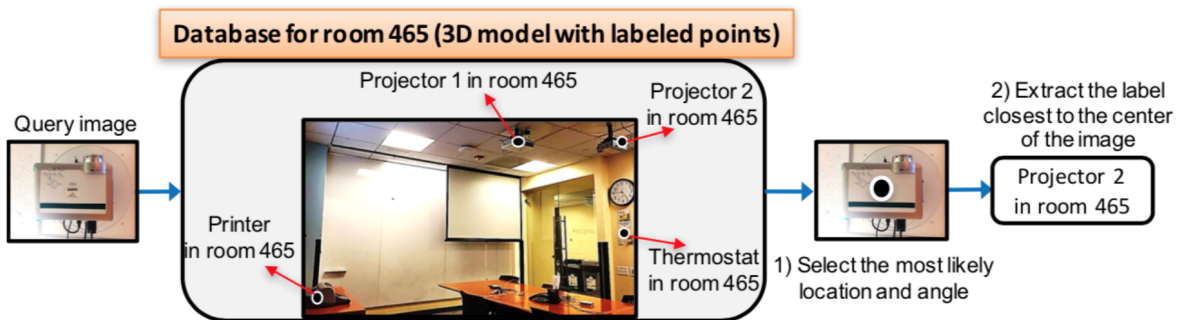 Database for room 465 (3D model with labeled points)
Query image
Projector 1 in room 465
Projector 2
in room 465
Printer
in room 465
Thermostat
in room 465
1) Select the most likely
location and angle
2) Extract the label
closest to the center
of the image
Projector 2
in room 465